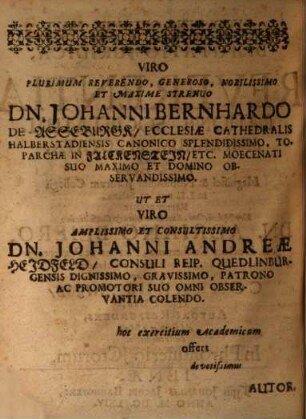 VIRO
PLURIMUM REVERENDO, GENEROSO, NOBILISSIMO
ET MAXIME STRENUO
DN. JOHANNI BERNHARDO
DE ASSEBURGK/ ECCLESIÆ CATHEDRALIS
HALBERSTADIENSIS CANONICO SPLENDIDISSIMO, TO-
PARCHÆ IN FALCKENSTEIN/ ETC. MOECENATI
SUO MAXIMO ET DOMINO OB-
SERVANDISSIMO.
UT ET
VIRO
AMPLISSIMO ET CONSULTISSIMO
DN. JOHANNI ANDREÆ
HEIDFELD/ CONSULI REIP. QUEDLINBUR-
GENSIS DIGNISSIMO, GRAVISSIMO, PATRONO
AC PROMOTORI SUO OMNI OBSER-
VANTIA COLENDO.
hoc exercitium Academicum
offert
devotissimus
AUTOR.